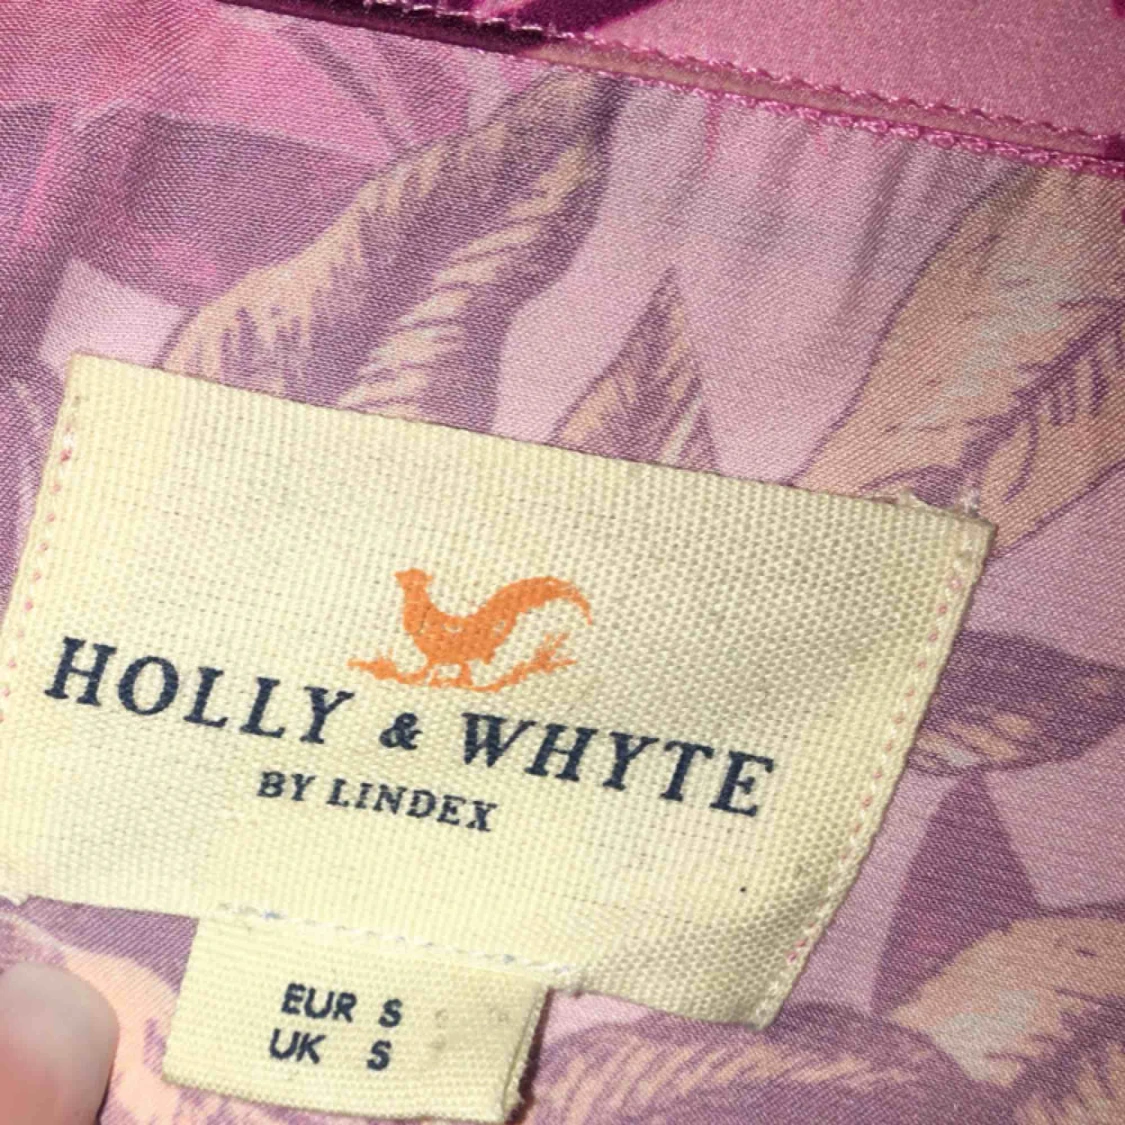 HOLLY & WHYTE
BY LINDEX
EUR S
UK S